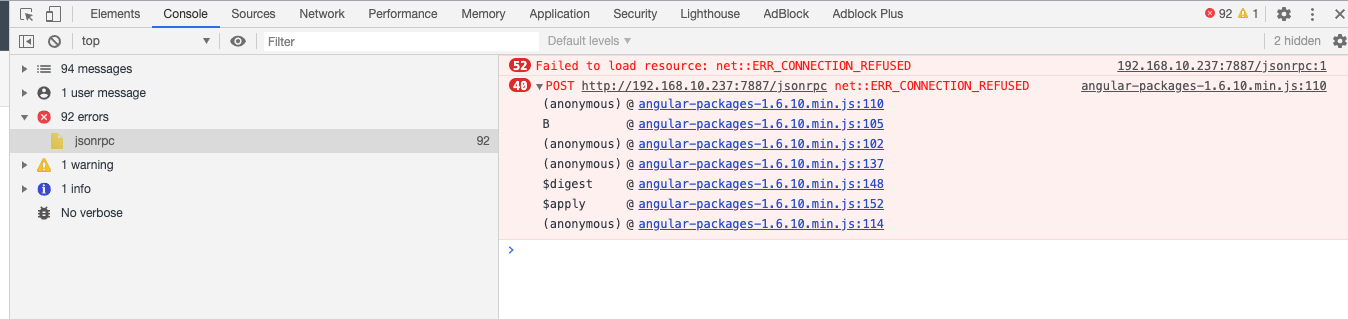 Elements Console Sources Network Performance Memory Application Security Lighthouse AdBlock Adblock Plus 92 1
top Filter Default levels 2 hidden
94 messages
1 user message
92 errors
jsonrpc 92
1 warning
1 info
No verbose
52 Failed to load resource: net::ERR_CONNECTION_REFUSED 192.168.10.237:7887/jsonrpc:1
40 POST http://192.168.10.237:7887/jsonrpc net::ERR_CONNECTION_REFUSED angular-packages-1.6.10.min.js:110
(anonymous) @ angular-packages-1.6.10.min.js:110
B @ angular-packages-1.6.10.min.js:105
(anonymous) @ angular-packages-1.6.10.min.js:102
(anonymous) @ angular-packages-1.6.10.min.js:137
$digest @ angular-packages-1.6.10.min.js:148
$apply @ angular-packages-1.6.10.min.js:152
(anonymous) @ angular-packages-1.6.10.min.js:114